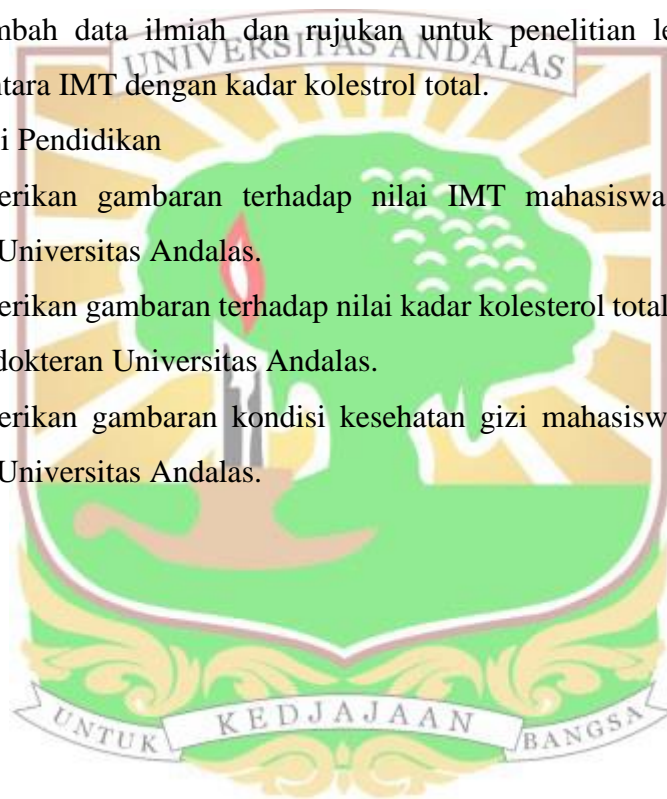 mbah data ilmiah dan rujukan untuk penelitian le
UNIVERSITAS ANDALAS
ntara IMT dengan kadar kolestrol total.
i Pendidikan
erikan gambaran terhadap nilai IMT mahasiswa
Universitas Andalas.
erikan gambaran terhadap nilai kadar kolesterol total
dokteran Universitas Andalas.
erikan gambaran kondisi kesehatan gizi mahasisw
Universitas Andalas.
UNTUK KEDJAJAAN BANGSA